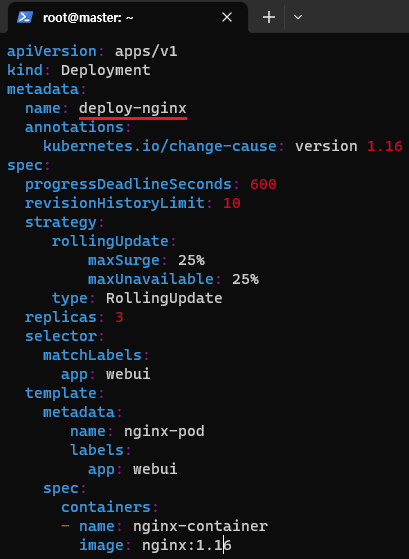 root@master: ~
apiVersion: apps/v1
kind: Deployment
metadata:
  name: deploy-nginx
  annotations:
    kubernetes.io/change-cause: version 1.16
spec:
  progressDeadlineSeconds: 600
  revisionHistoryLimit: 10
  strategy:
     rollingUpdate:
         maxSurge: 25%
         maxUnavailable: 25%
     type: RollingUpdate
  replicas: 3
  selector:
    matchLabels:
      app: webui
  template:
    metadata:
       name: nginx-pod
       labels:
         app: webui
    spec:
      containers:
      - name: nginx-container
        image: nginx:1.16